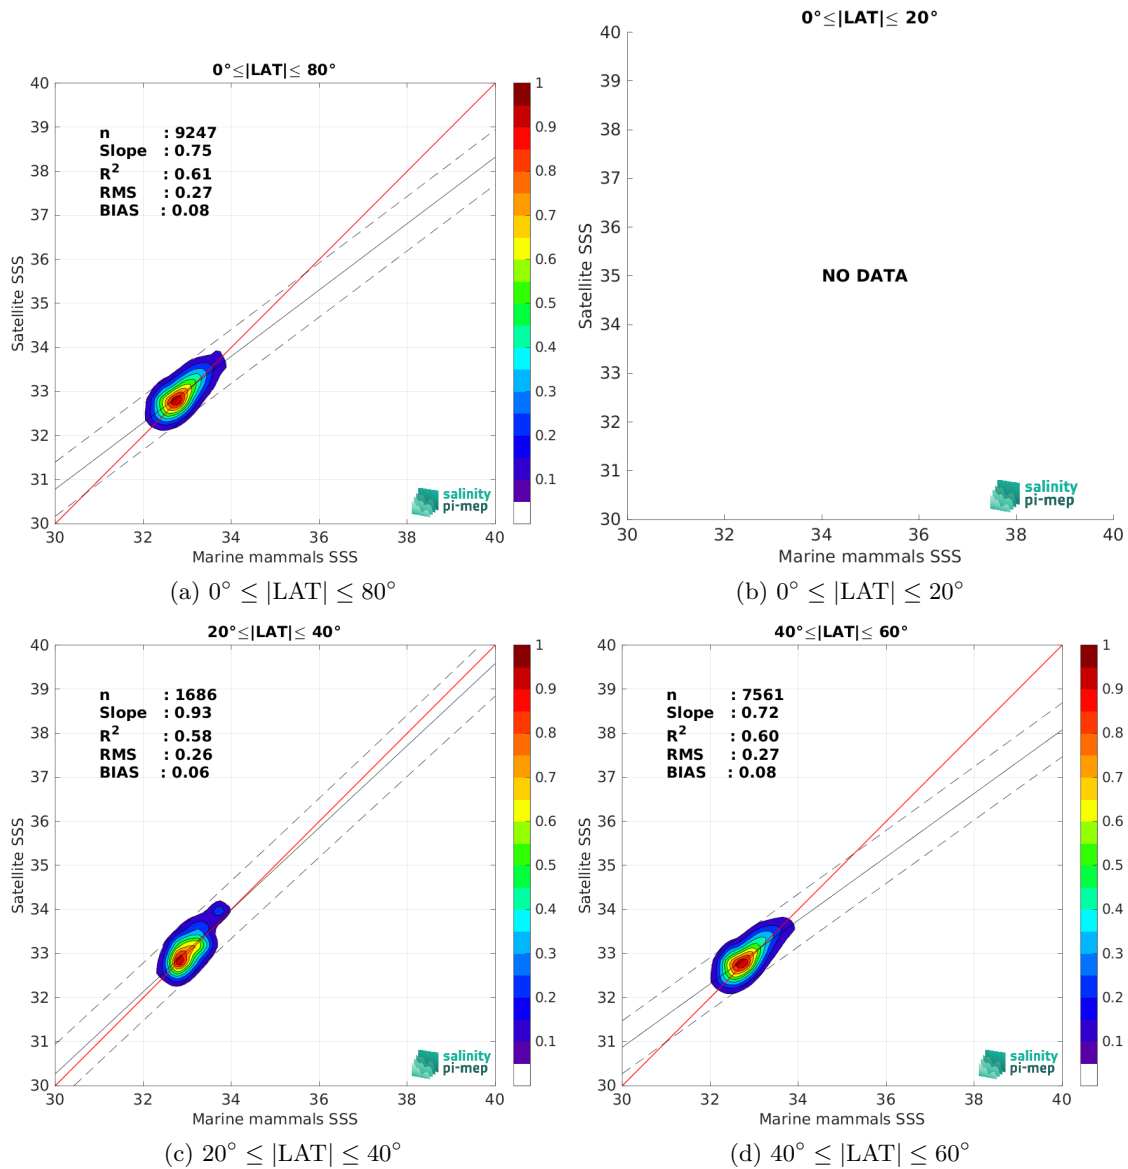 0°≤|LAT|≤ 80°
40
39
38
37
36
35
34
33
32
31
30
Satellite SSS
n : 9247
Slope : 0.75
R² : 0.61
RMS : 0.27
BIAS : 0.08
salinity
pi-mep
30 32 34 36 38 40
Marine mammals SSS
1
0.9
0.8
0.7
0.6
0.5
0.4
0.3
0.2
0.1
(a) 0° ≤ |LAT| ≤ 80°
0°≤|LAT|≤ 20°
40
39
38
37
36
35
34
33
32
31
30
Satellite SSS
NO DATA
salinity
pi-mep
30 32 34 36 38 40
Marine mammals SSS
(b) 0° ≤ |LAT| ≤ 20°
20°≤|LAT|≤ 40°
40
39
38
37
36
35
34
33
32
31
30
Satellite SSS
n : 1686
Slope : 0.93
R² : 0.58
RMS : 0.26
BIAS : 0.06
salinity
pi-mep
30 32 34 36 38 40
Marine mammals SSS
1
0.9
0.8
0.7
0.6
0.5
0.4
0.3
0.2
0.1
(c) 20° ≤ |LAT| ≤ 40°
40°≤|LAT|≤ 60°
40
39
38
37
36
35
34
33
32
31
30
Satellite SSS
n : 7561
Slope : 0.72
R² : 0.60
RMS : 0.27
BIAS : 0.08
salinity
pi-mep
30 32 34 36 38 40
Marine mammals SSS
1
0.9
0.8
0.7
0.6
0.5
0.4
0.3
0.2
0.1
(d) 40° ≤ |LAT| ≤ 60°